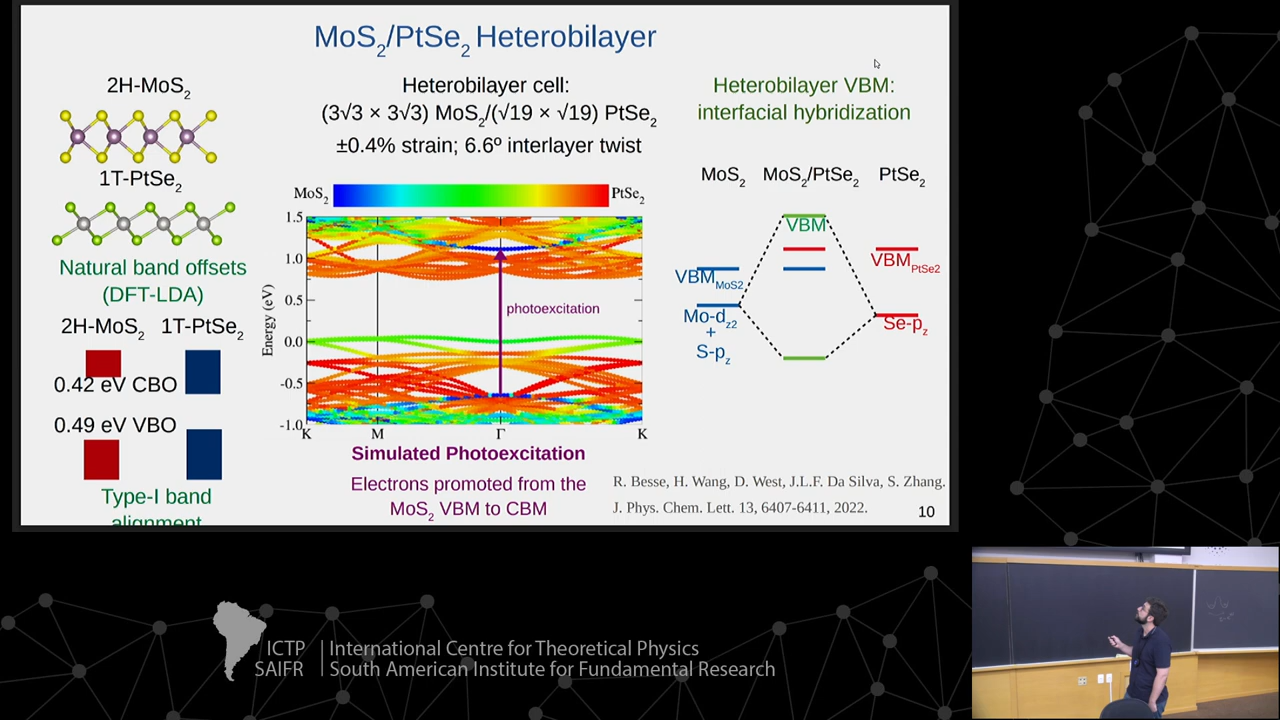 MoS₂/PtSe₂ Heterobilayer
2H-MoS₂
1T-PtSe₂
Natural band offsets
(DFT-LDA)
2H-MoS₂ 1T-PtSe₂
0.42 eV CBO
0.49 eV VBO
Type-I band
alignment
Heterobilayer cell:
(3√3 × 3√3) MoS₂/(√19 × √19) PtSe₂
±0.4% strain; 6.6º interlayer twist
MoS₂ PtSe₂
Energy (eV)
1.5
1.0
0.5
0.0
-0.5
-1.0
photoexcitation
K M Γ K
Simulated Photoexcitation
Electrons promoted from the
MoS₂ VBM to CBM
Heterobilayer VBM:
interfacial hybridization
MoS₂ MoS₂/PtSe₂ PtSe₂
VBM
VBM_MoS2
VBM_PtSe2
Mo-d_z2
+
S-p_z
Se-p_z
R. Besse, H. Wang, D. West, J.L.F. Da Silva, S. Zhang.
J. Phys. Chem. Lett. 13, 6407-6411, 2022.
10
ICTP
SAIFR
International Centre for Theoretical Physics
South American Institute for Fundamental Research